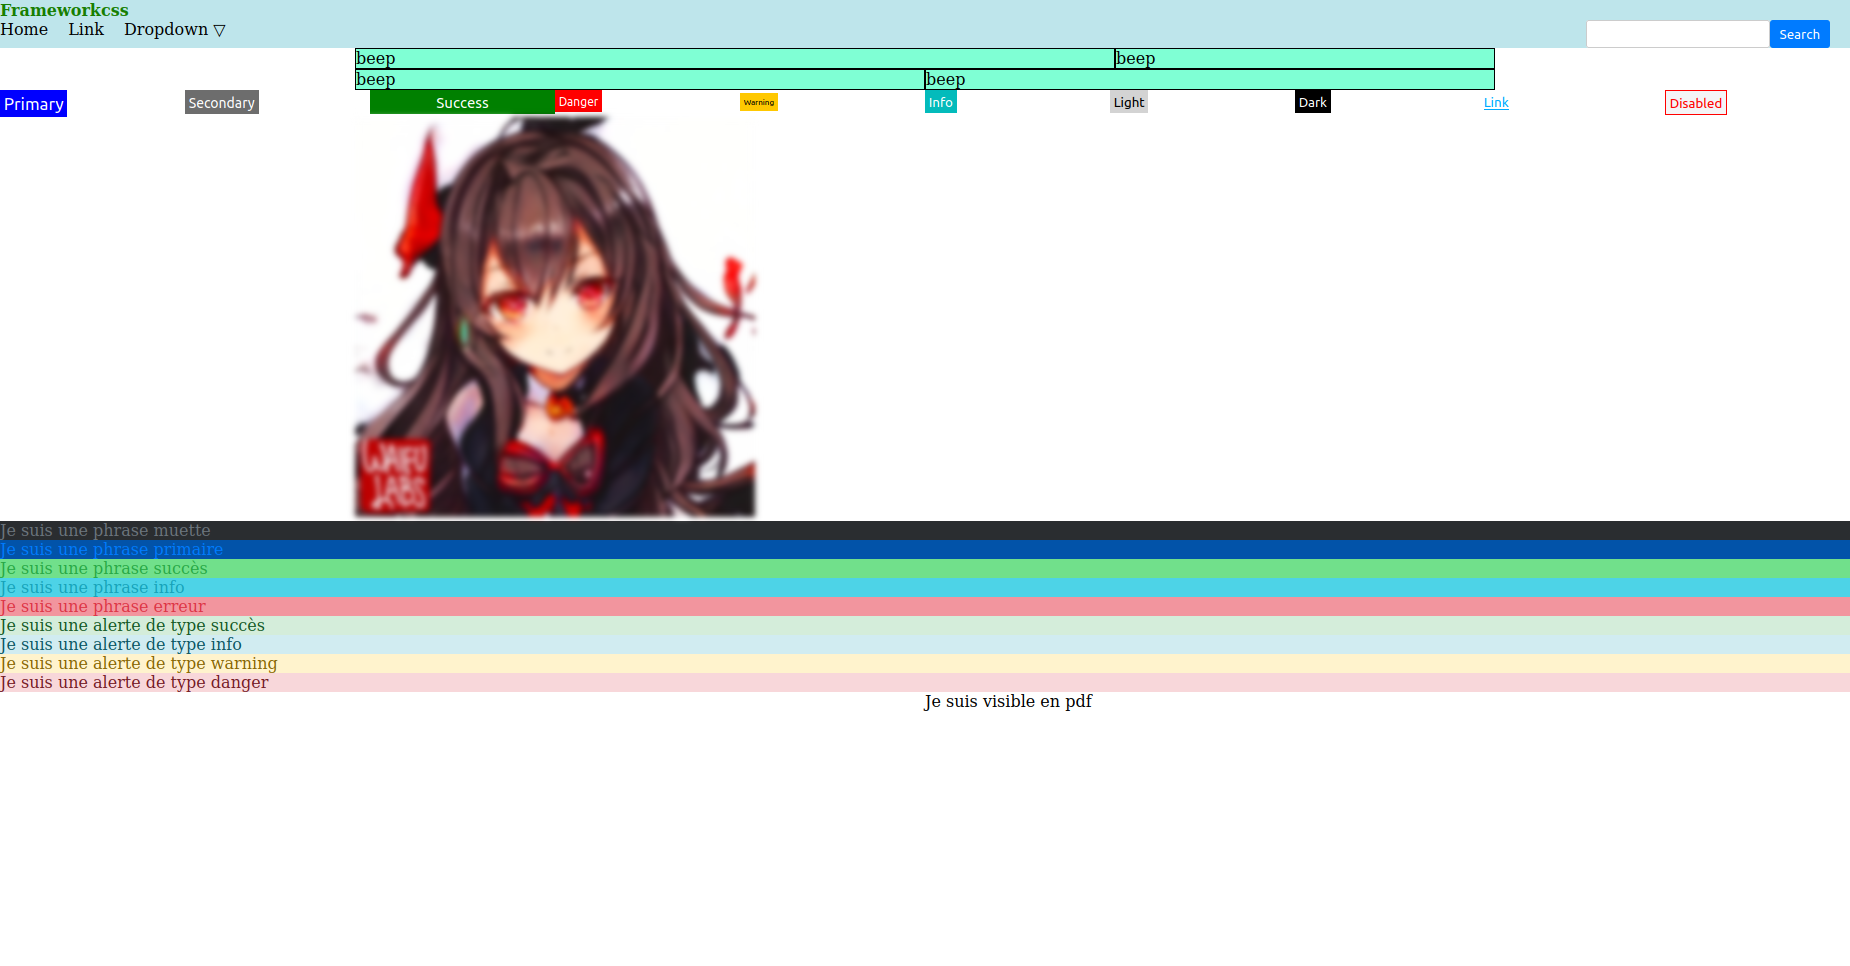 Frameworkcss
Home Link Dropdown ▽ Search
beep beep
beep beep
Primary Secondary Success Danger Warning Info Light Dark Link Disabled
WAIFU
LABS
Je suis une phrase muette
Je suis une phrase primaire
Je suis une phrase succès
Je suis une phrase info
Je suis une phrase erreur
Je suis une alerte de type succès
Je suis une alerte de type info
Je suis une alerte de type warning
Je suis une alerte de type danger
Je suis visible en pdf